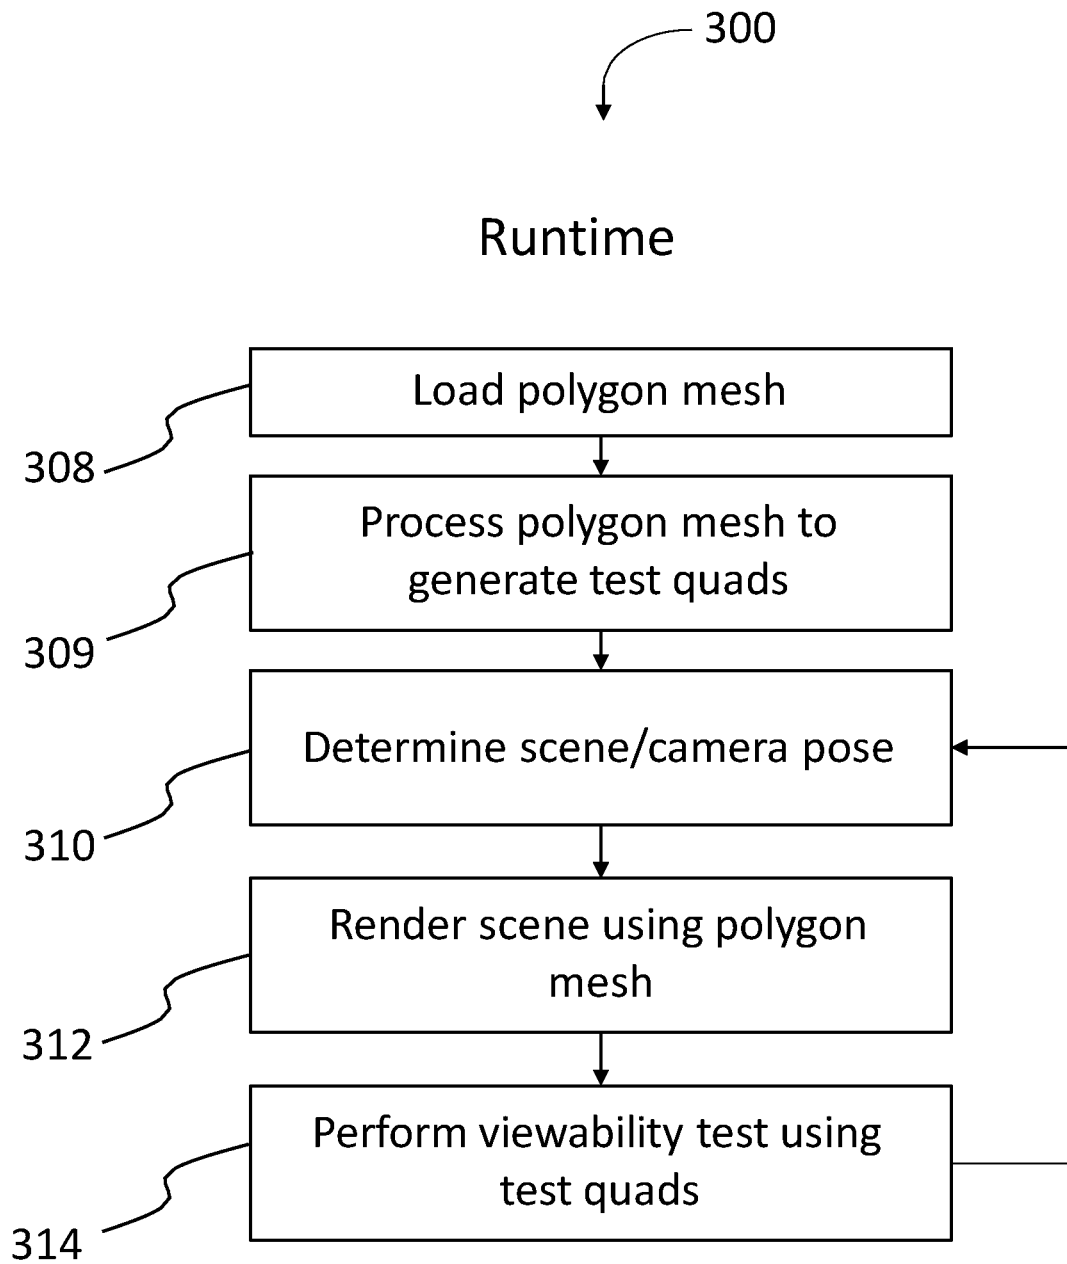 300
Runtime
Load polygon mesh
308
Process polygon mesh to
generate test quads
309
Determine scene/camera pose
310
Render scene using polygon
mesh
312
Perform viewability test using
test quads
314